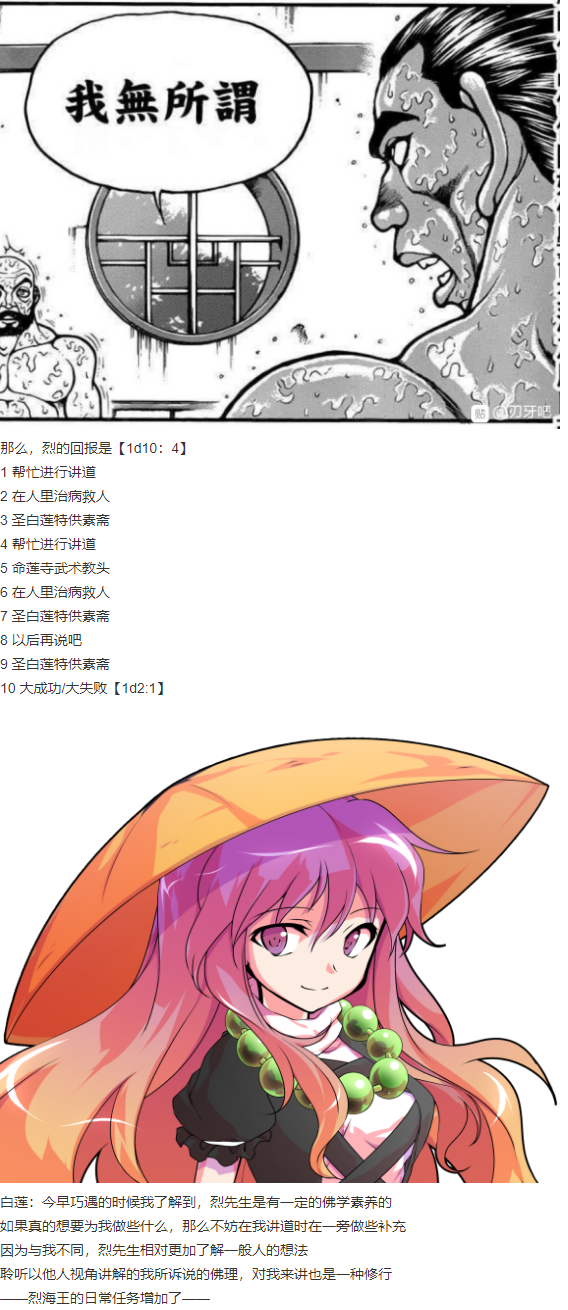 我無所謂
贴 @刃牙吧
那么，烈的回报是【1d10：4】
1 帮忙进行讲道
2 在人里治病救人
3 圣白莲特供素斋
4 帮忙进行讲道
5 命莲寺武术教头
6 在人里治病救人
7 圣白莲特供素斋
8 以后再说吧
9 圣白莲特供素斋
10 大成功/大失败【1d2:1】
白莲：今早巧遇的时候我了解到，烈先生是有一定的佛学素养的
如果真的想要为我做些什么，那么不妨在我讲道时在一旁做些补充
因为与我不同，烈先生相对更加了解一般人的想法
聆听以他人视角讲解的我所诉说的佛理，对我来讲也是一种修行
——烈海王的日常任务增加了——